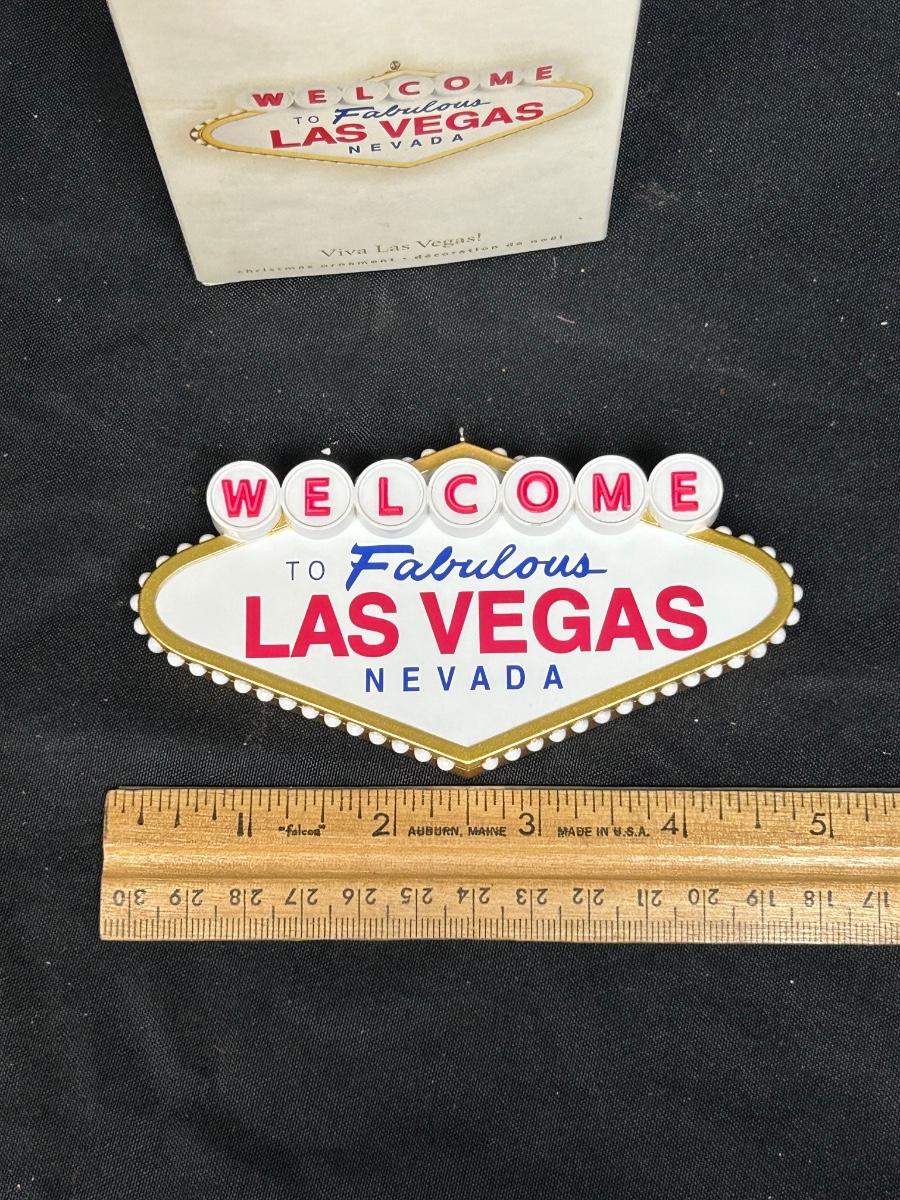 WELCOME
TO Fabulous
LAS VEGAS
NEVADA
Viva Las Vegas!
christmas ornament • décoration de noël
WELCOME
TO Fabulous
LAS VEGAS
NEVADA
1 "falcon" 2 AUBURN, MAINE 3 MADE IN U.S.A. 4 5
30 29 28 27 26 25 24 23 22 21 20 19 18 17